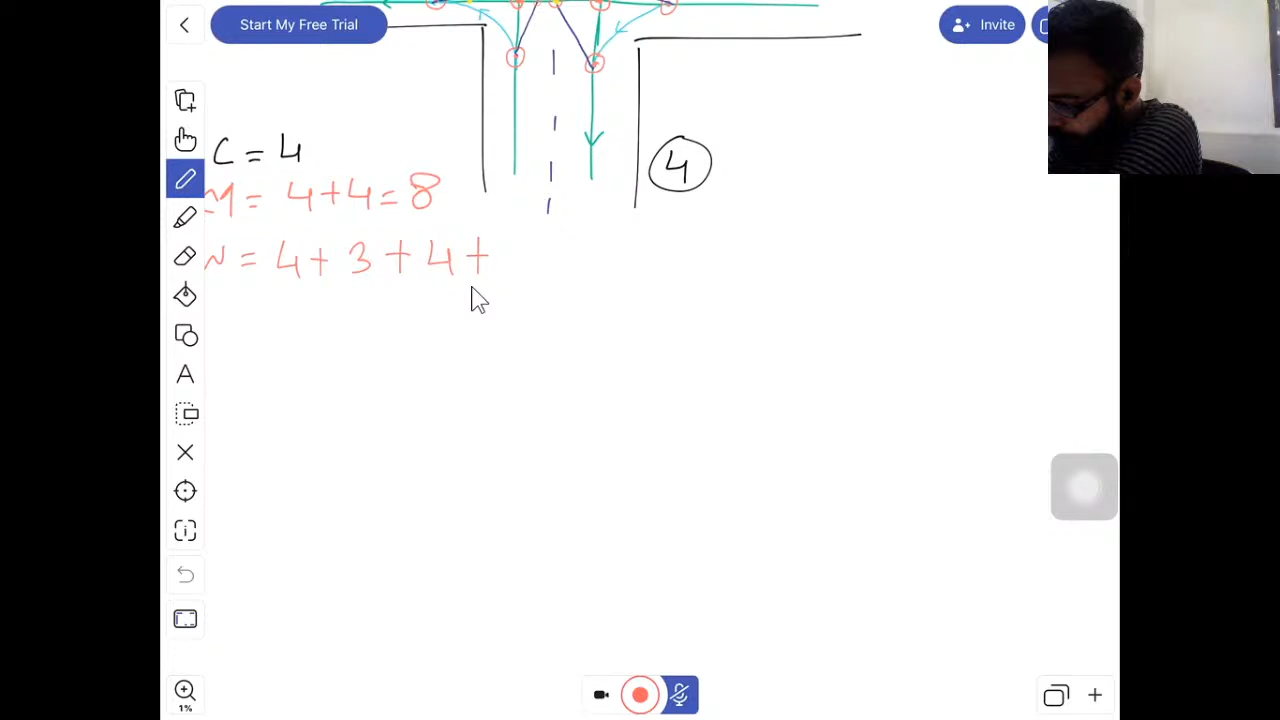 Start My Free Trial
Invite
C = 4
4
M = 4+4=8
= 4 + 3 + 4 +
A
1%